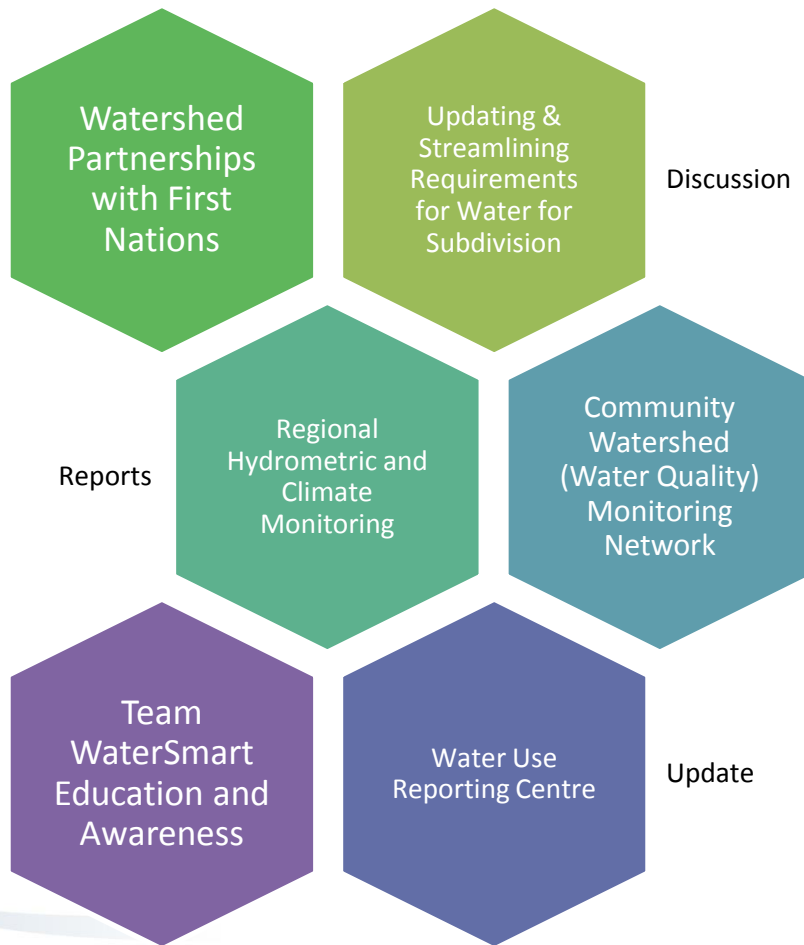 Watershed
Partnerships
with First
Nations
Updating &
Streamlining
Requirements
for Water for
Subdivision
Discussion
Reports
Regional
Hydrometric and
Climate
Monitoring
Community
Watershed
(Water Quality)
Monitoring
Network
Team
WaterSmart
Education and
Awareness
Water Use
Reporting Centre
Update